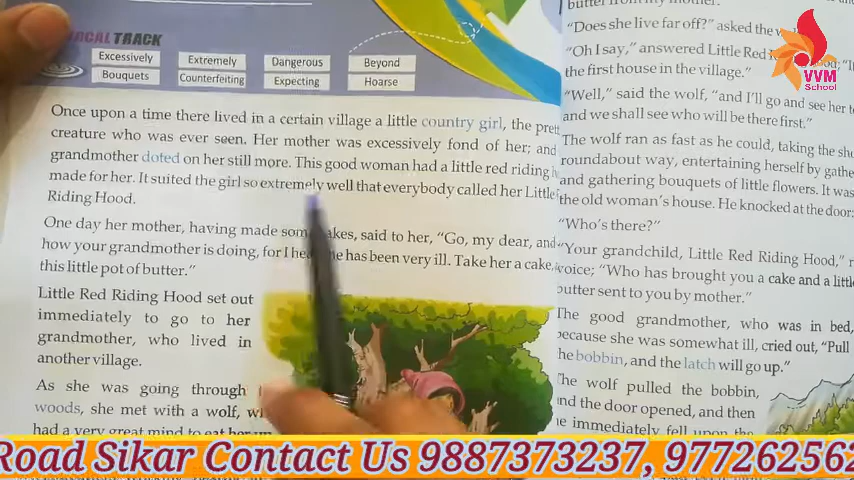 TRACK
Excessively
Extremely
Dangerous
Beyond
Bouquets
Counterfeiting
Expecting
Hoarse
Once upon a time there lived in a certain village a little country girl, the
creature who was ever seen. Her mother was excessively fond of her; and
grandmother doted on her still more. This good woman had a little red riding
made for her. It suited the girl so extremely well that everybody called her Little
Riding Hood.
One day her mother, having made cakes, said to her, "Go, my dear, and
how your grandmother is doing, for I has been very ill. Take her a cake,
this little pot of butter."
Little Red Riding Hood set out
immediately to go to her
grandmother, who lived in
another village.
As she was going through
woods, she met with a wolf,
had a very great mind to eat her
butter from my mother."
"Does she live far off?" asked the
"Oh I say," answered Little Red
the first house in the village."
"Well," said the wolf, "and I'll go and see her
and we shall see who will be there first."
The wolf ran as fast as he could, taking the
roundabout way, entertaining herself by
and gathering bouquets of little flowers. It was
the old woman's house. He knocked at the door:
"Who's there?"
"Your grandchild, Little Red Riding Hood,"
voice; "Who has brought you a cake and a little
butter sent to you by mother."
The good grandmother, who was in bed,
because she was somewhat ill, cried out, "Pull
the bobbin, and the latch will go up."
The wolf pulled the bobbin,
and the door opened, and then
he immediately fell upon the
VVM
School
Road Sikar Contact Us 9887373237, 977262562